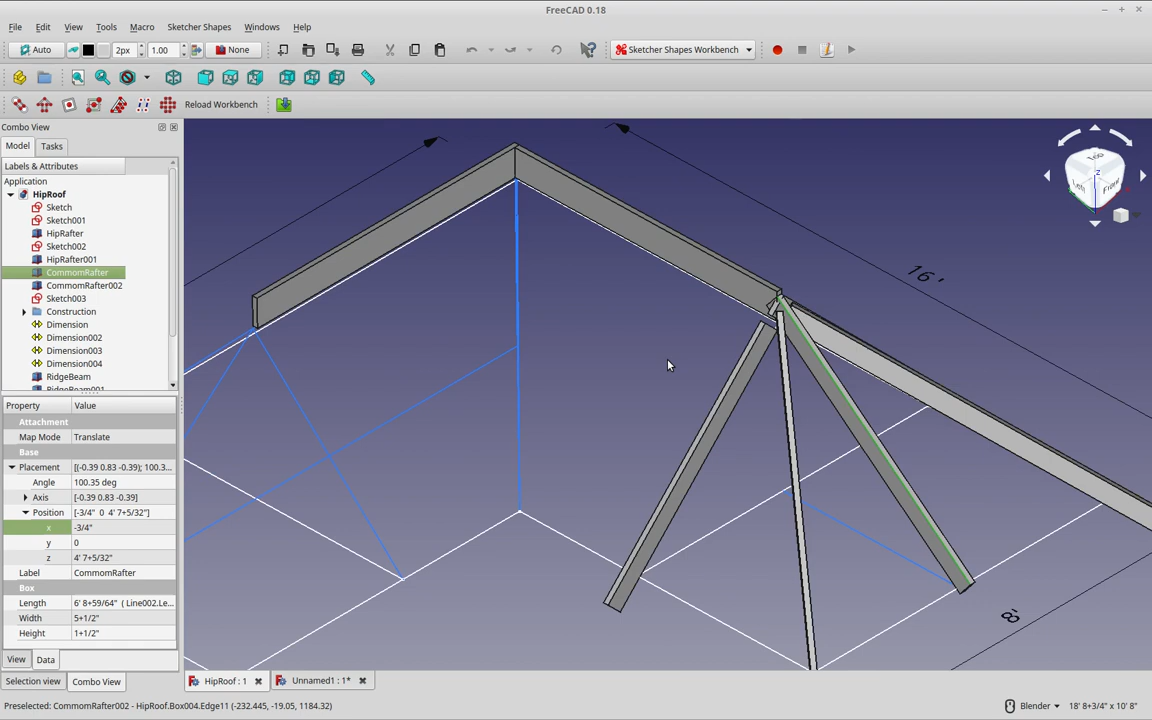 FreeCAD 0.18
File Edit View Tools Macro Sketcher Shapes Windows Help
Auto 2px 1.00 None Sketcher Shapes Workbench
Reload Workbench
Combo View
Model Tasks
Labels & Attributes
Application
HipRoof
Sketch
Sketch001
HipRafter
Sketch002
HipRafter001
CommomRafter
CommomRafter002
Sketch003
Construction
Dimension
Dimension002
Dimension003
Dimension004
RidgeBeam
RidgeBeam001
Property Value
Attachment
Map Mode Translate
Base
Placement [(-0.39 0.83 -0.39); 100.3...
Angle 100.35 deg
Axis [-0.39 0.83 -0.39]
Position [-3/4" 0 4' 7+5/32"]
x -3/4"
y 0
z 4' 7+5/32"
Label CommomRafter
Box
Length 6' 8+59/64" ( Line002.Le...
Width 5+1/2"
Height 1+1/2"
View Data
Selection view Combo View
16'
8'
Left Front
Z
HipRoof : 1 Unnamed1 : 1*
Preselected: CommomRafter002 - HipRoof.Box004.Edge11 (-232.445, -19.05, 1184.32) Blender 18' 8+3/4" x 10' 8"